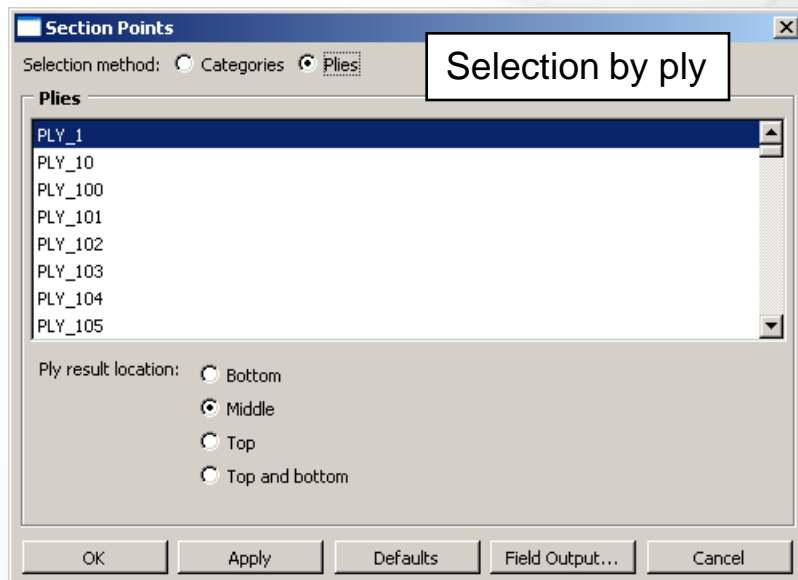 Section Points
Selection method: Categories Plies
Selection by ply
Plies
PLY_1
PLY_10
PLY_100
PLY_101
PLY_102
PLY_103
PLY_104
PLY_105
Ply result location: Bottom
Middle
Top
Top and bottom
OK Apply Defaults Field Output... Cancel